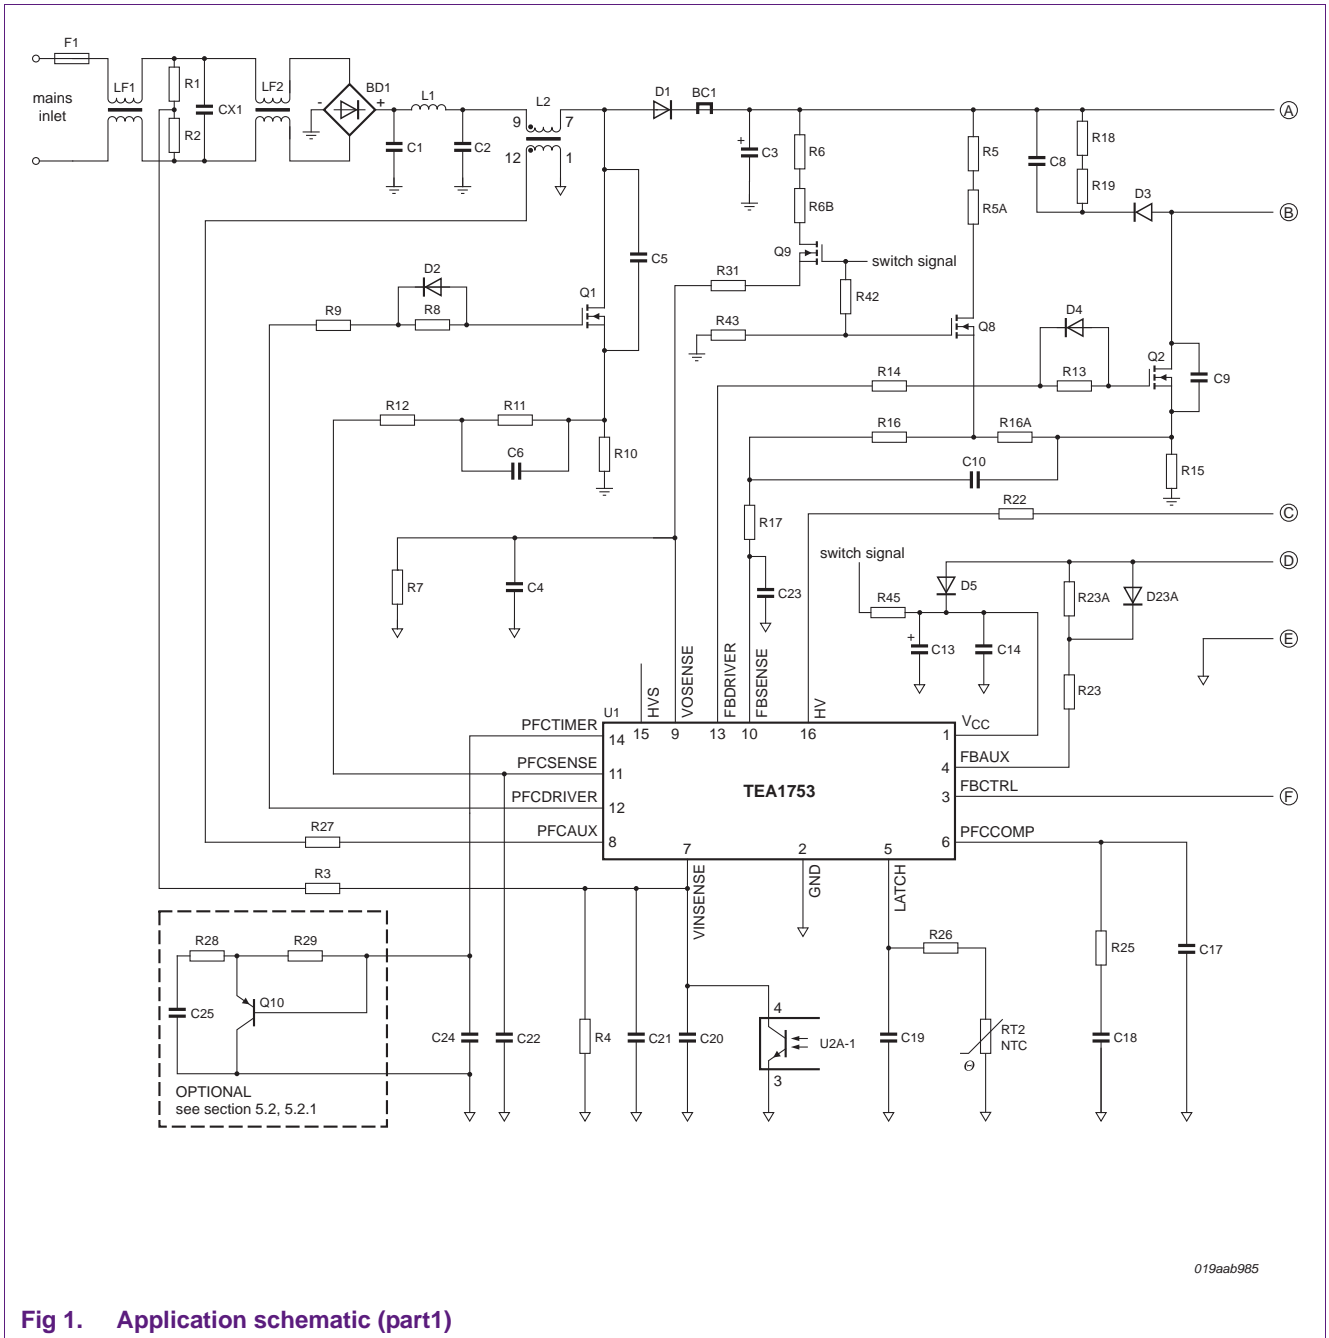 F1
mains
inlet
LF1
R1
R2
CX1
LF2
BD1
-
+
L1
C1
C2
L2
9
7
12
1
D1
BC1
+
C3
R6
R6B
Q9
switch signal
R5
R5A
C8
R18
R19
D3
A
B
C5
D2
R9
R8
Q1
R31
R42
R43
Q8
D4
R14
R13
Q2
C9
R12
R11
C6
R10
R16
R16A
C10
R15
R17
R22
C
switch signal
D5
D
R7
C4
C23
R45
+
C13
C14
R23A
D23A
E
R23
U1
HVS
VOSENSE
FBDRIVER
FBSENSE
HV
VCC
PFCTIMER
14
15
9
13
10
16
1
PFCSENSE
11
FBAUX
4
TEA1753
PFCDRIVER
12
FBCTRL
3
F
R27
PFCAUX
8
PFCCOMP
6
7
2
5
R3
VINSENSE
GND
LATCH
R28
R29
Q10
C25
OPTIONAL
see section 5.2, 5.2.1
C24
C22
R4
C21
C20
4
U2A-1
3
C19
R26
RT2
NTC
Θ
R25
C18
C17
019aab985
Fig 1. Application schematic (part1)